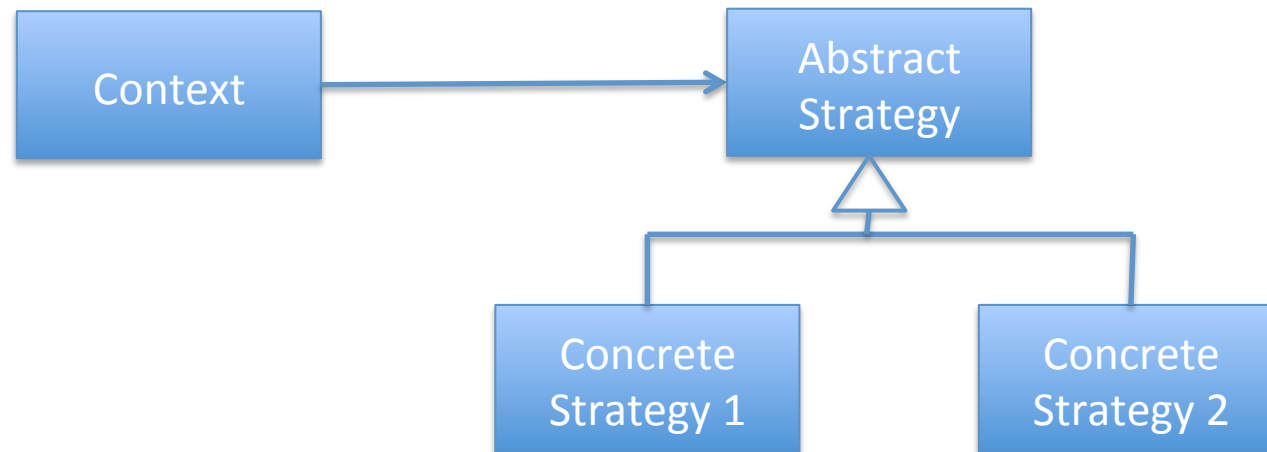 Context
Abstract
Strategy
Concrete
Strategy 1
Concrete
Strategy 2